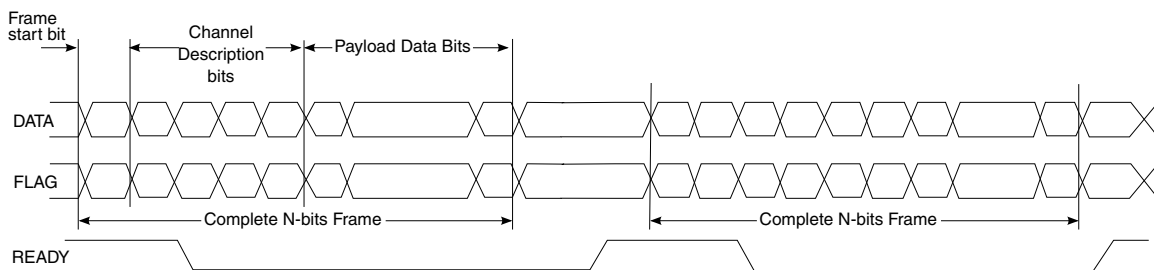 Frame
start bit
Channel
Description
bits
Payload Data Bits
DATA
FLAG
Complete N-bits Frame
Complete N-bits Frame
READY